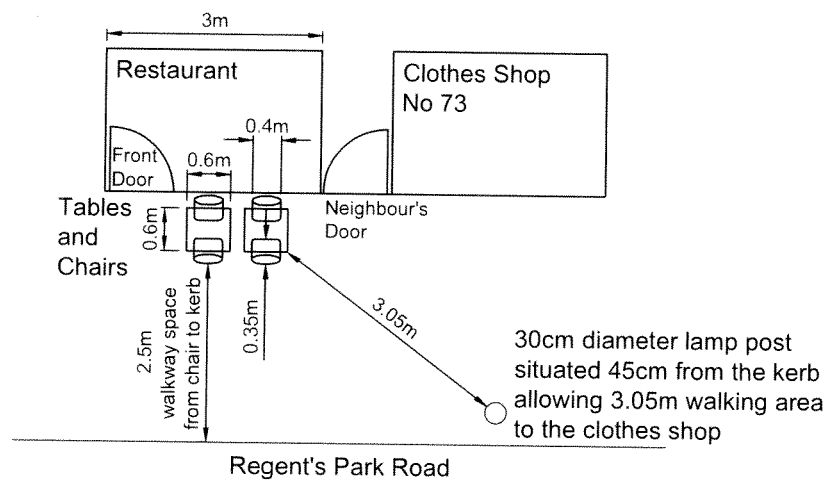 3m
Restaurant
Clothes Shop
No 73
0.4m
Front
Door
0.6m
Tables
and
Chairs
0.6m
Neighbour's
Door
2.5m
walkway space
from chair to kerb
0.35m
3.05m
30cm diameter lamp post
situated 45cm from the kerb
allowing 3.05m walking area
to the clothes shop
Regent's Park Road